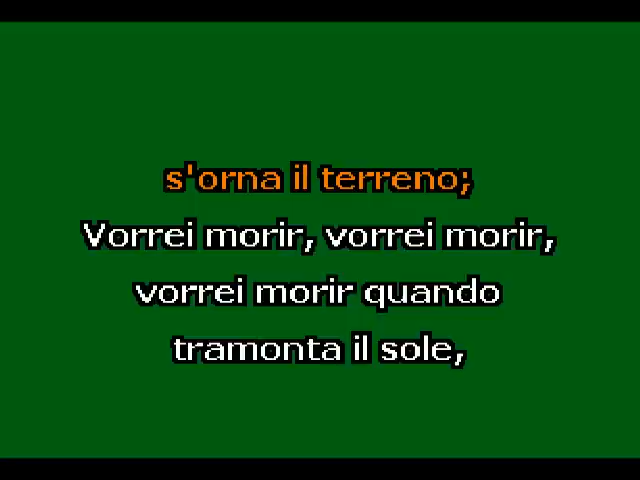 s'orna il terreno;
Vorrei morir, vorrei morir,
vorrei morir quando
tramonta il sole,